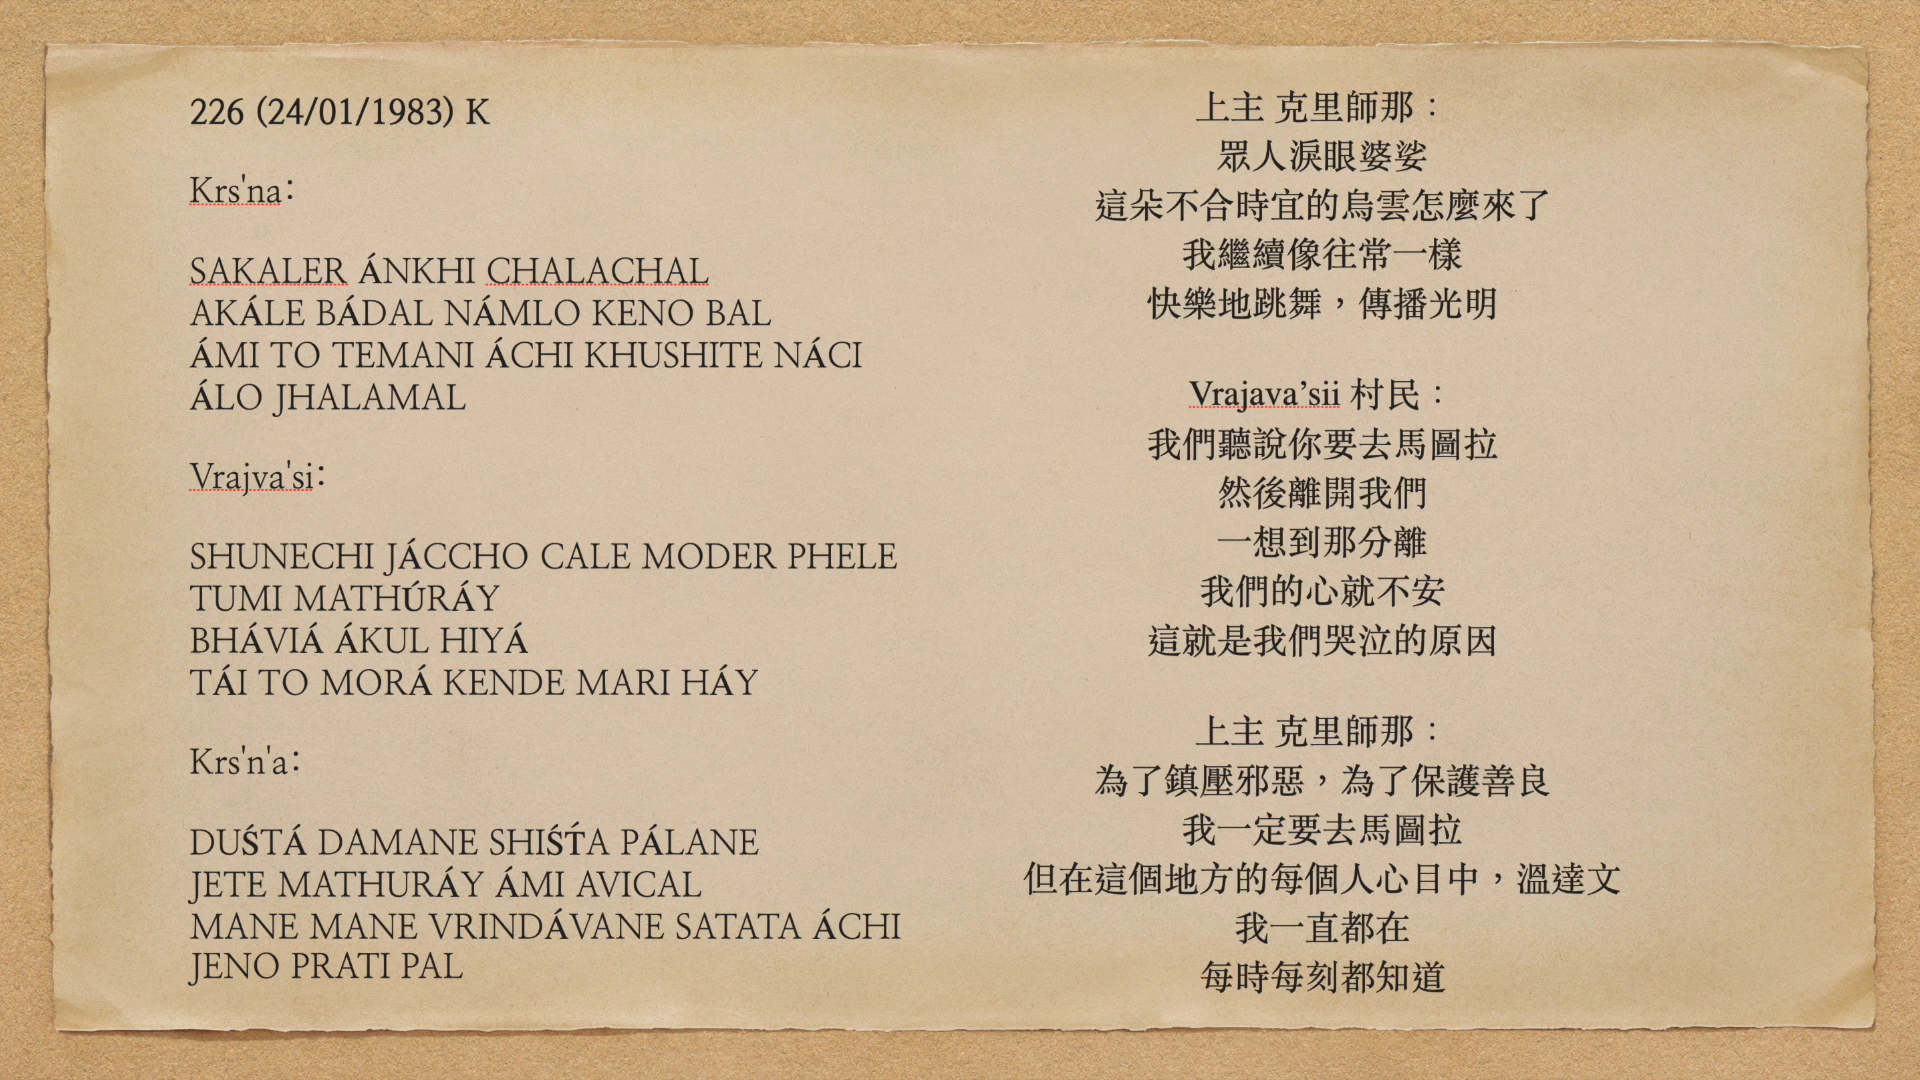 226 (24/01/1983) K
Krs'na:
SAKALER ÁNKHI CHALACHAL
AKÁLE BÁDAL NÁMLO KENO BAL
ÁMI TO TEMANI ÁCHI KHUSHITE NÁCI
ÁLO JHALAMAL
Vrajva'si:
SHUNECHI JÁCCHO CALE MODER PHELE
TUMI MATHÚRÁY
BHÁVIÁ ÁKUL HIYÁ
TÁI TO MORÁ KENDE MARI HÁY
Krs'n'a:
DUŚTÁ DAMANE SHIŚT́A PÁLANE
JETE MATHURÁY ÁMI AVICAL
MANE MANE VRINDÁVANE SATATA ÁCHI
JENO PRATI PAL
上主 克里師那：
眾人淚眼婆娑
這朵不合時宜的烏雲怎麼來了
我繼續像往常一樣
快樂地跳舞，傳播光明
Vrajava’sii 村民：
我們聽說你要去馬圖拉
然後離開我們
一想到那分離
我們的心就不安
這就是我們哭泣的原因
上主 克里師那：
為了鎮壓邪惡，為了保護善良
我一定要去馬圖拉
但在這個地方的每個人心目中，溫達文
我一直都在
每時每刻都知道